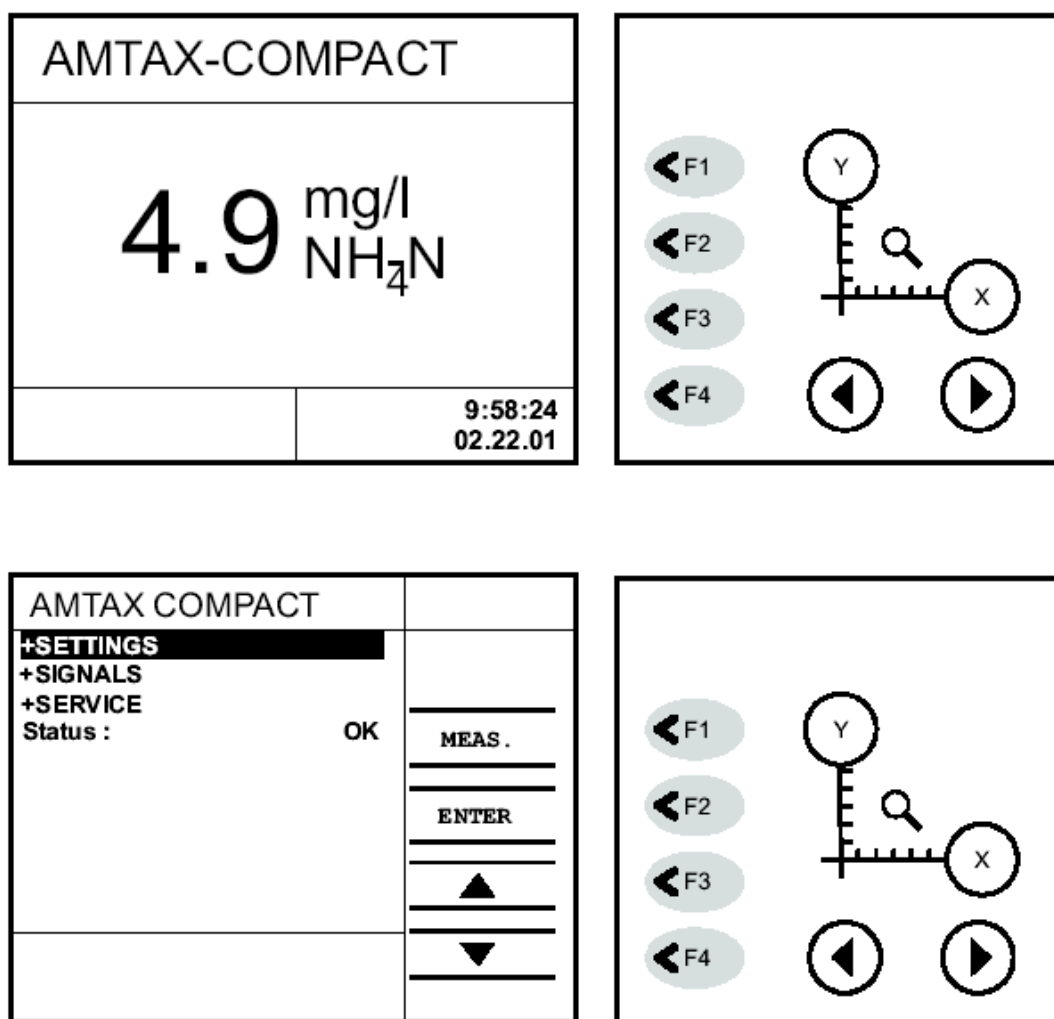 AMTAX-COMPACT
4.9 mg/l
NH4-N
9:58:24
02.22.01
F1
F2
F3
F4
Y
X
AMTAX COMPACT
+SETTINGS
+SIGNALS
+SERVICE
Status : OK
MEAS.
ENTER
F1
F2
F3
F4
Y
X